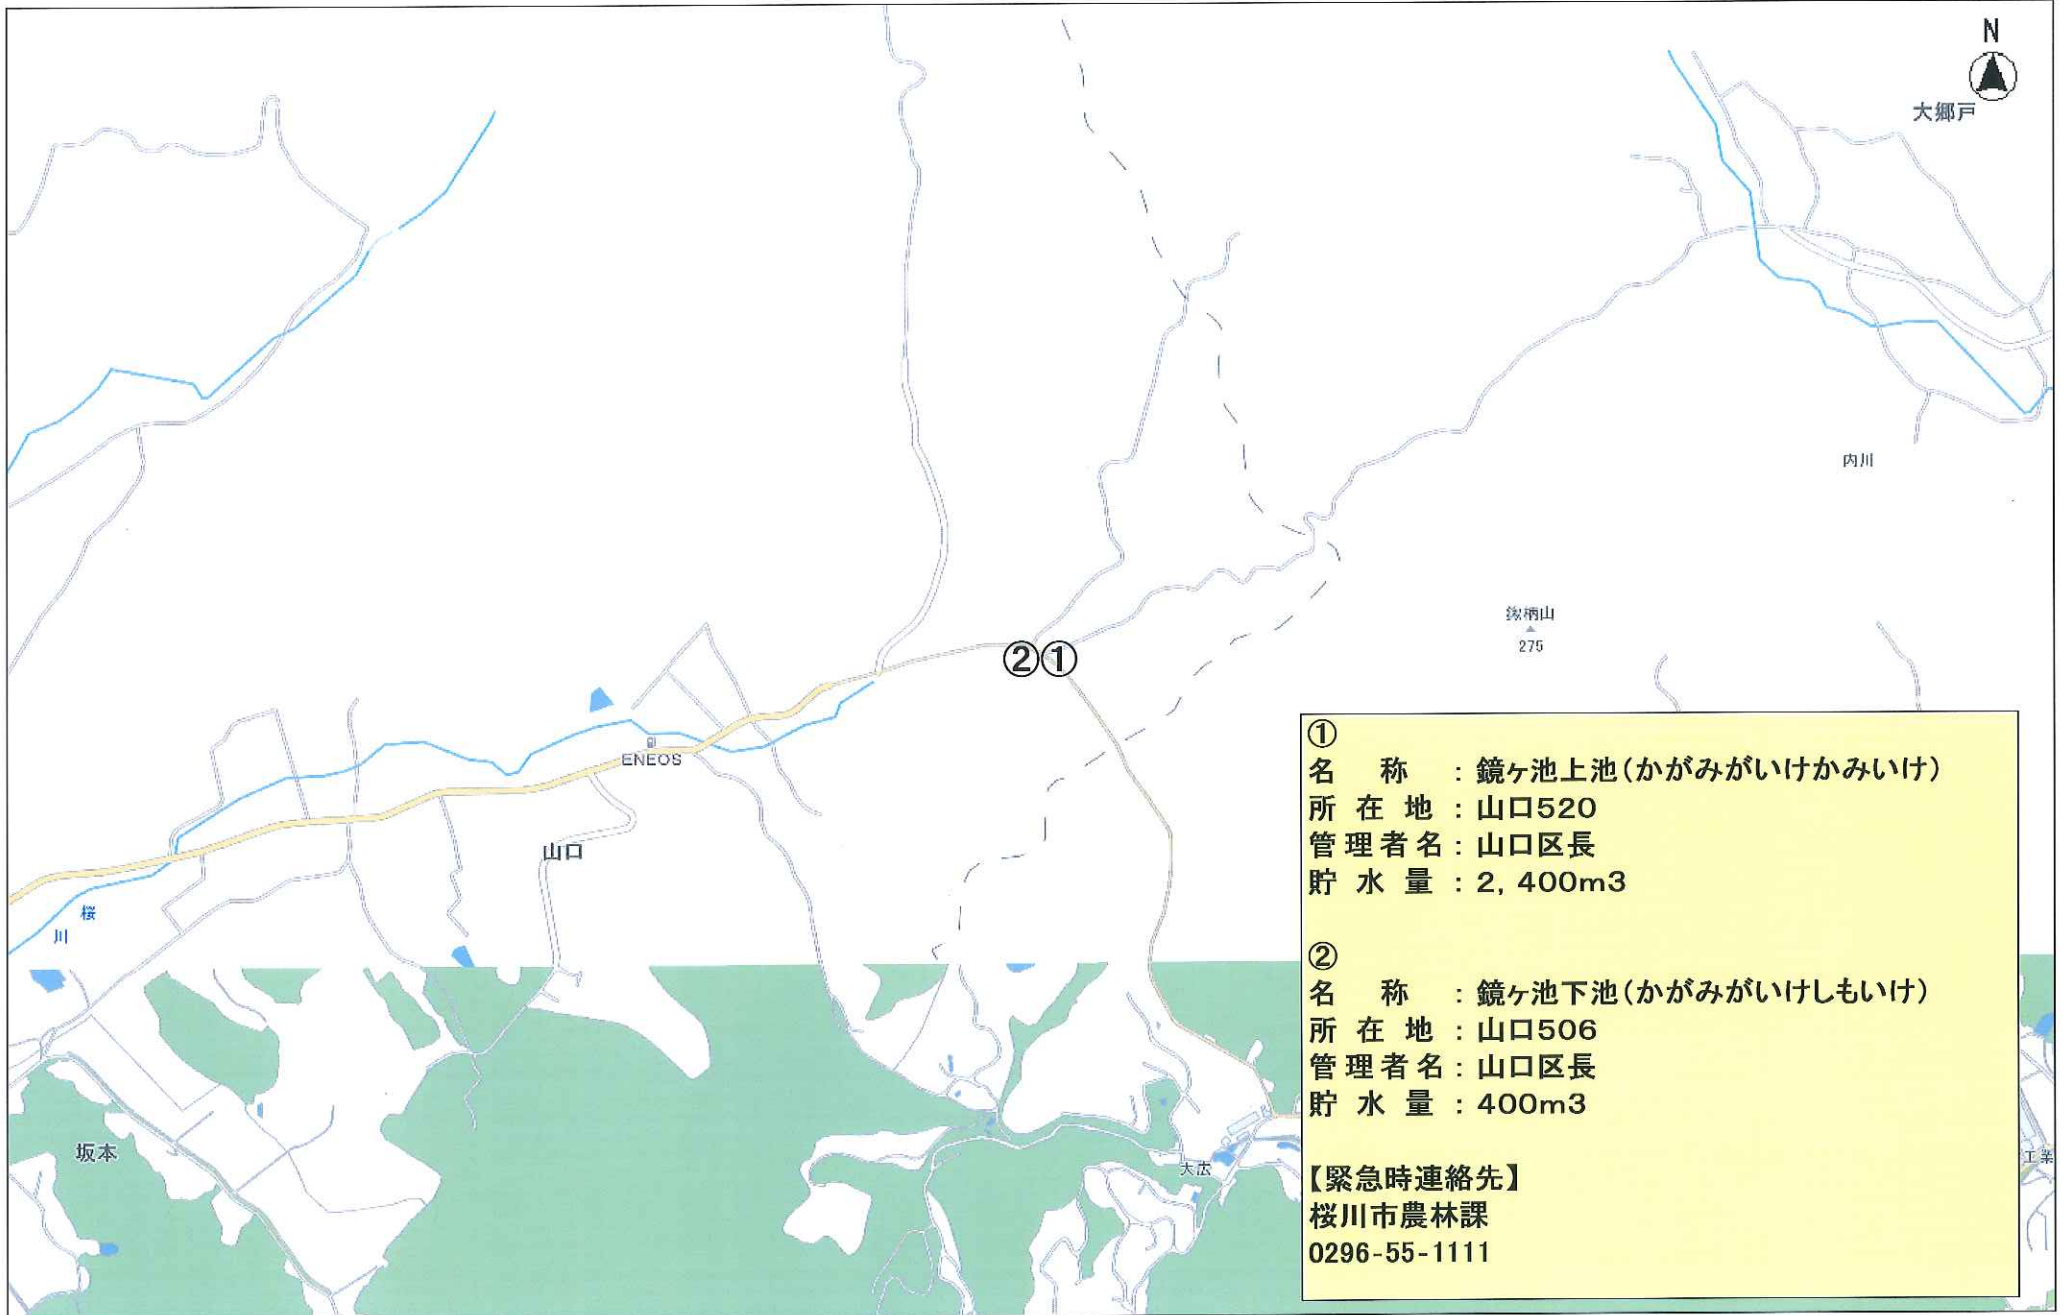 N
大郷戸
内川
鍬柄山
275
②①
ENEOS
山口
桜
川
坂本
大広
工業
①
名　称　：鏡ヶ池上池(かがみがいけかみいけ)
所 在 地 ：山口520
管理者名：山口区長
貯 水 量 ：2, 400m3
②
名　称　：鏡ヶ池下池(かがみがいけしもいけ)
所 在 地 ：山口506
管理者名：山口区長
貯 水 量 ：400m3
【緊急時連絡先】
桜川市農林課
0296-55-1111